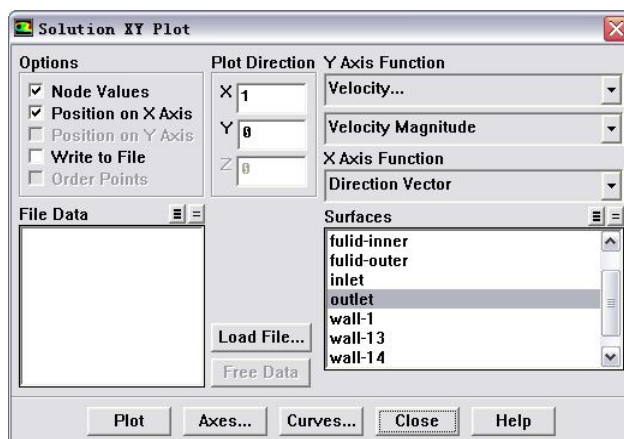 Solution XY Plot
Options
Node Values
Position on X Axis
Position on Y Axis
Write to File
Order Points
Plot Direction
X 1
Y 0
Z 0
Y Axis Function
Velocity...
Velocity Magnitude
X Axis Function
Direction Vector
File Data
Surfaces
fulid-inner
fulid-outer
inlet
outlet
wall-1
wall-13
wall-14
Load File...
Free Data
Plot
Axes...
Curves...
Close
Help